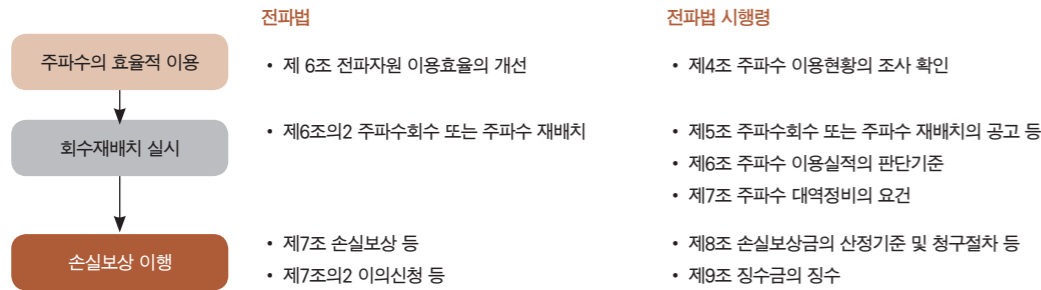 전파법 전파법 시행령
주파수의 효율적 이용 • 제 6조 전파자원 이용효율의 개선 • 제4조 주파수 이용현황의 조사 확인
회수재배치 실시 • 제6조의2 주파수회수 또는 주파수 재배치 • 제5조 주파수회수 또는 주파수 재배치의 공고 등
• 제6조 주파수 이용실적의 판단기준
• 제7조 주파수 대역정비의 요건
손실보상 이행 • 제7조 손실보상 등 • 제8조 손실보상금의 산정기준 및 청구절차 등
• 제7조의2 이의신청 등 • 제9조 징수금의 징수